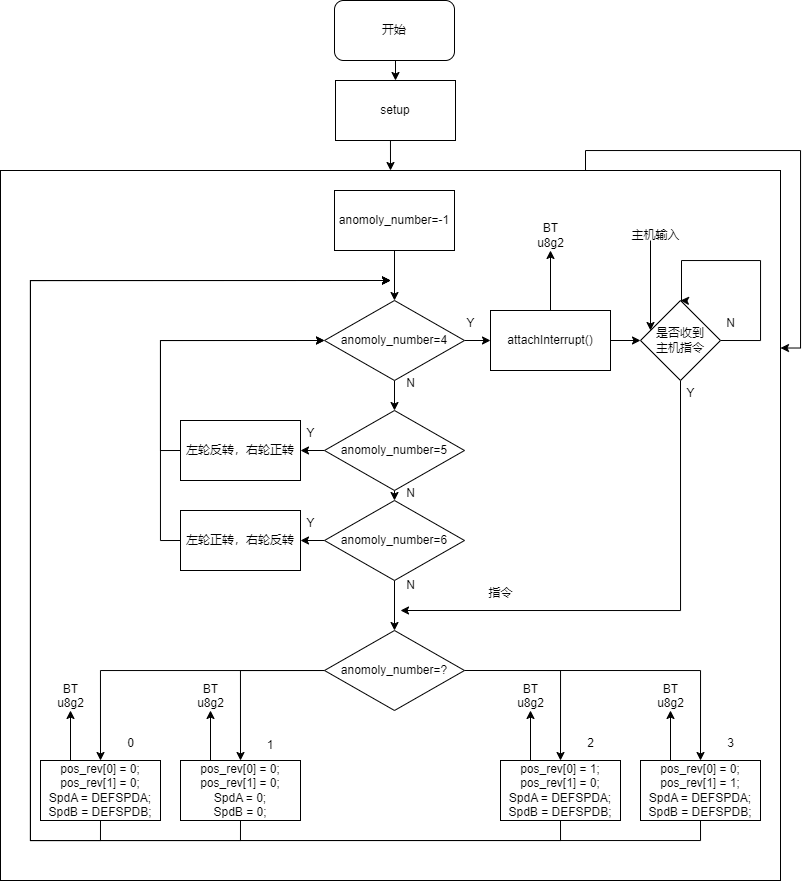 开始
setup
anomoly_number=-1
BT
u8g2
主机输入
anomoly_number=4
Y
attachInterrupt()
是否收到
主机指令
N
N
Y
左轮反转，右轮正转
Y
anomoly_number=5
N
左轮正转，右轮反转
Y
anomoly_number=6
N
指令
anomoly_number=?
BT
u8g2
BT
u8g2
BT
u8g2
BT
u8g2
0
1
2
3
pos_rev[0] = 0;
pos_rev[1] = 0;
SpdA = DEFSPDA;
SpdB = DEFSPDB;
pos_rev[0] = 0;
pos_rev[1] = 0;
SpdA = 0;
SpdB = 0;
pos_rev[0] = 1;
pos_rev[1] = 0;
SpdA = DEFSPDA;
SpdB = DEFSPDB;
pos_rev[0] = 0;
pos_rev[1] = 1;
SpdA = DEFSPDA;
SpdB = DEFSPDB;